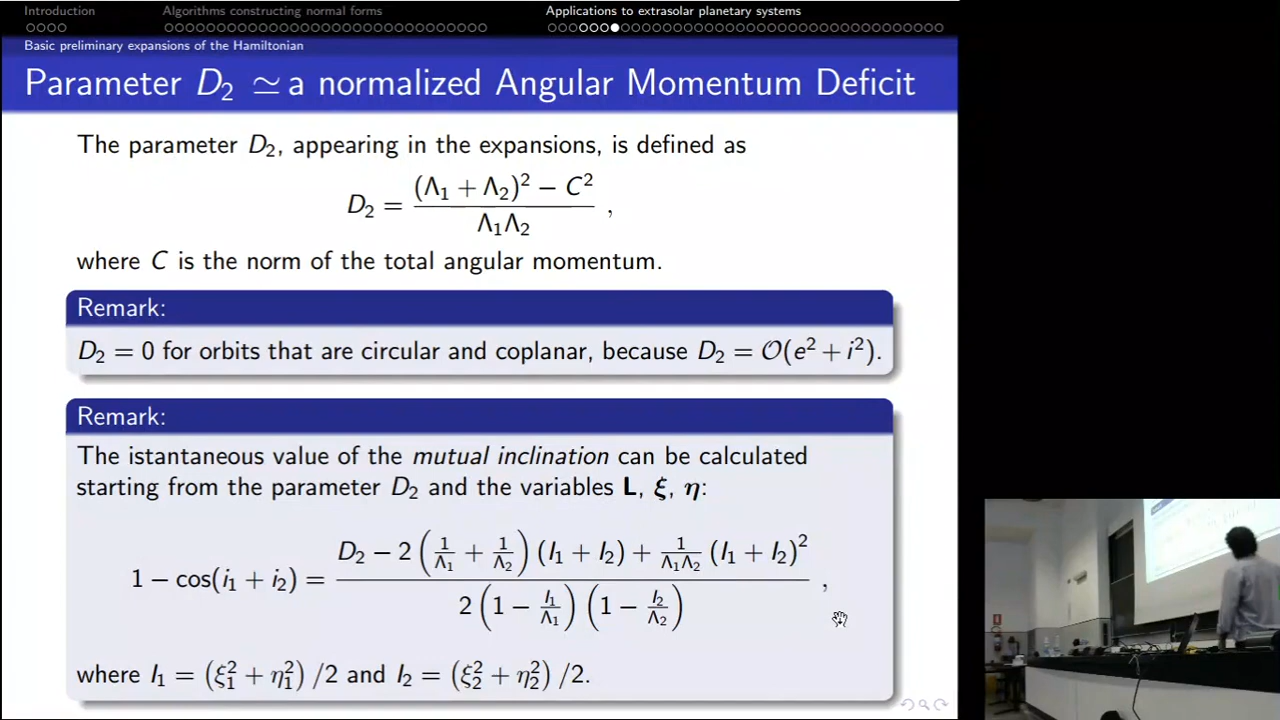 Introduction
Algorithms constructing normal forms
Applications to extrasolar planetary systems
Basic preliminary expansions of the Hamiltonian
Parameter D₂ ≃ a normalized Angular Momentum Deficit
The parameter D₂, appearing in the expansions, is defined as
D₂ = ((Λ₁ + Λ₂)² − C²) / (Λ₁Λ₂) ,
where C is the norm of the total angular momentum.
Remark:
D₂ = 0 for orbits that are circular and coplanar, because D₂ = 𝒪(e² + i²).
Remark:
The istantaneous value of the mutual inclination can be calculated
starting from the parameter D₂ and the variables L, ξ, η:
1 − cos(i₁ + i₂) = (D₂ − 2 (1/Λ₁ + 1/Λ₂) (I₁ + I₂) + 1/(Λ₁Λ₂) (I₁ + I₂)²) / (2 (1 − I₁/Λ₁) (1 − I₂/Λ₂)) ,
where I₁ = (ξ₁² + η₁²) /2 and I₂ = (ξ₂² + η₂²) /2.